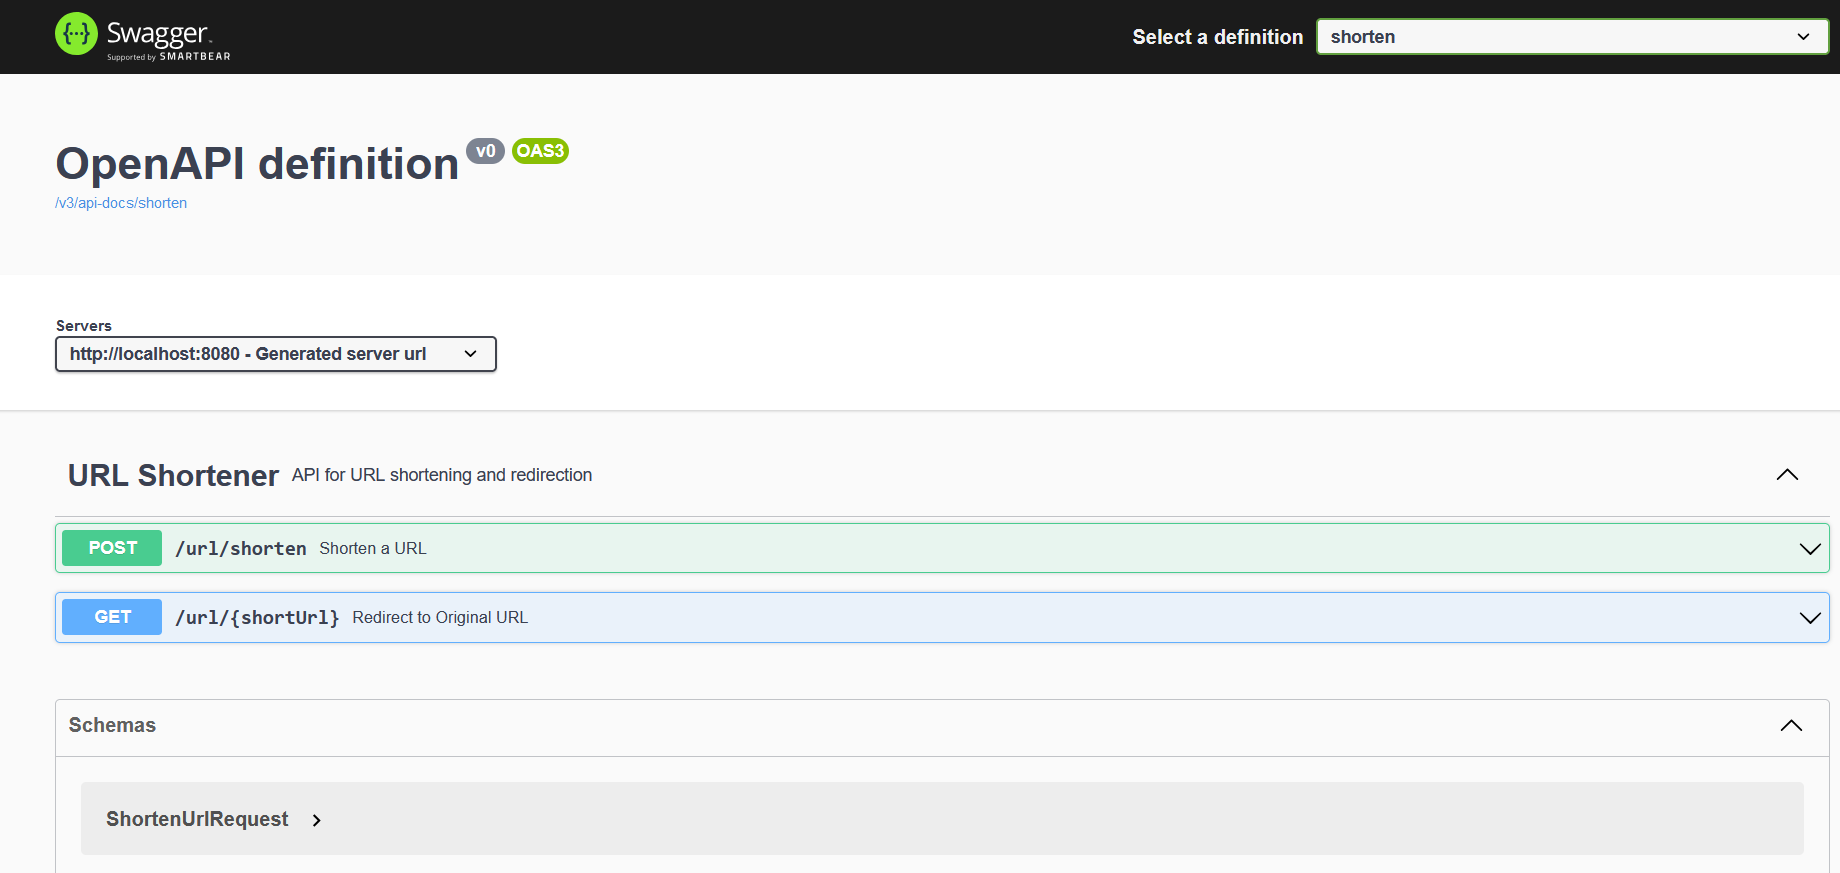 Swagger
Supported by SMARTBEAR
Select a definition
shorten
OpenAPI definition v0 OAS3
/v3/api-docs/shorten
Servers
http://localhost:8080 - Generated server url
URL Shortener API for URL shortening and redirection
POST /url/shorten Shorten a URL
GET /url/{shortUrl} Redirect to Original URL
Schemas
ShortenUrlRequest